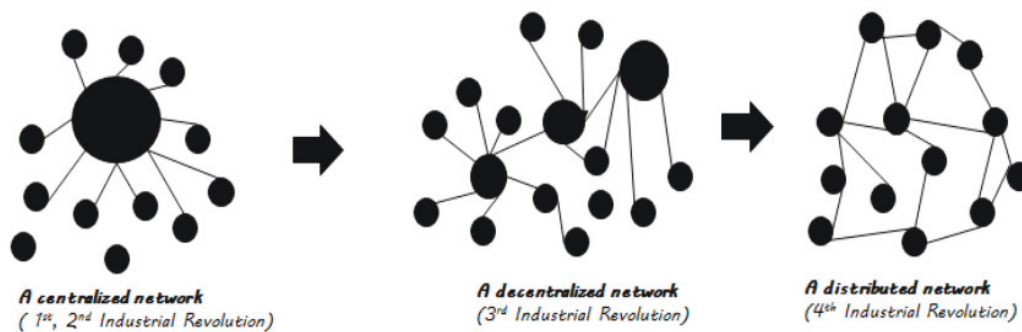 A centralized network
( 1st, 2nd Industrial Revolution)
A decentralized network
(3rd Industrial Revolution)
A distributed network
(4th Industrial Revolution)